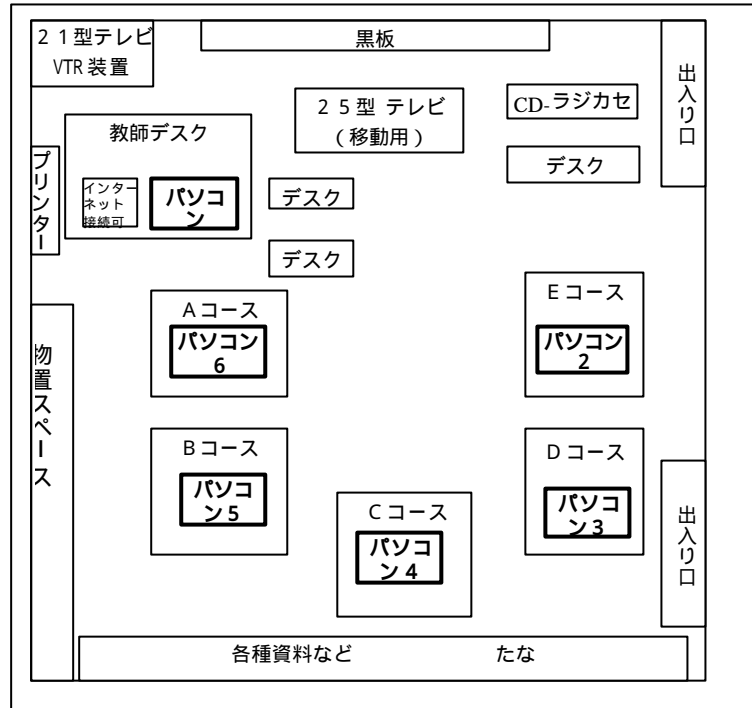 ２１型テレビ
VTR装置
黒板
出入り口
２５型 テレビ
（移動用）
CD-ラジカセ
デスク
教師デスク
インター
ネット
接続可
パソコ
ン
プリンター
デスク
デスク
Aコース
パソコン
6
Eコース
パソコン
2
物置スペース
Bコース
パソコ
ン5
Dコース
パソコ
ン3
Cコース
パソコ
ン4
出入り口
各種資料など　たな